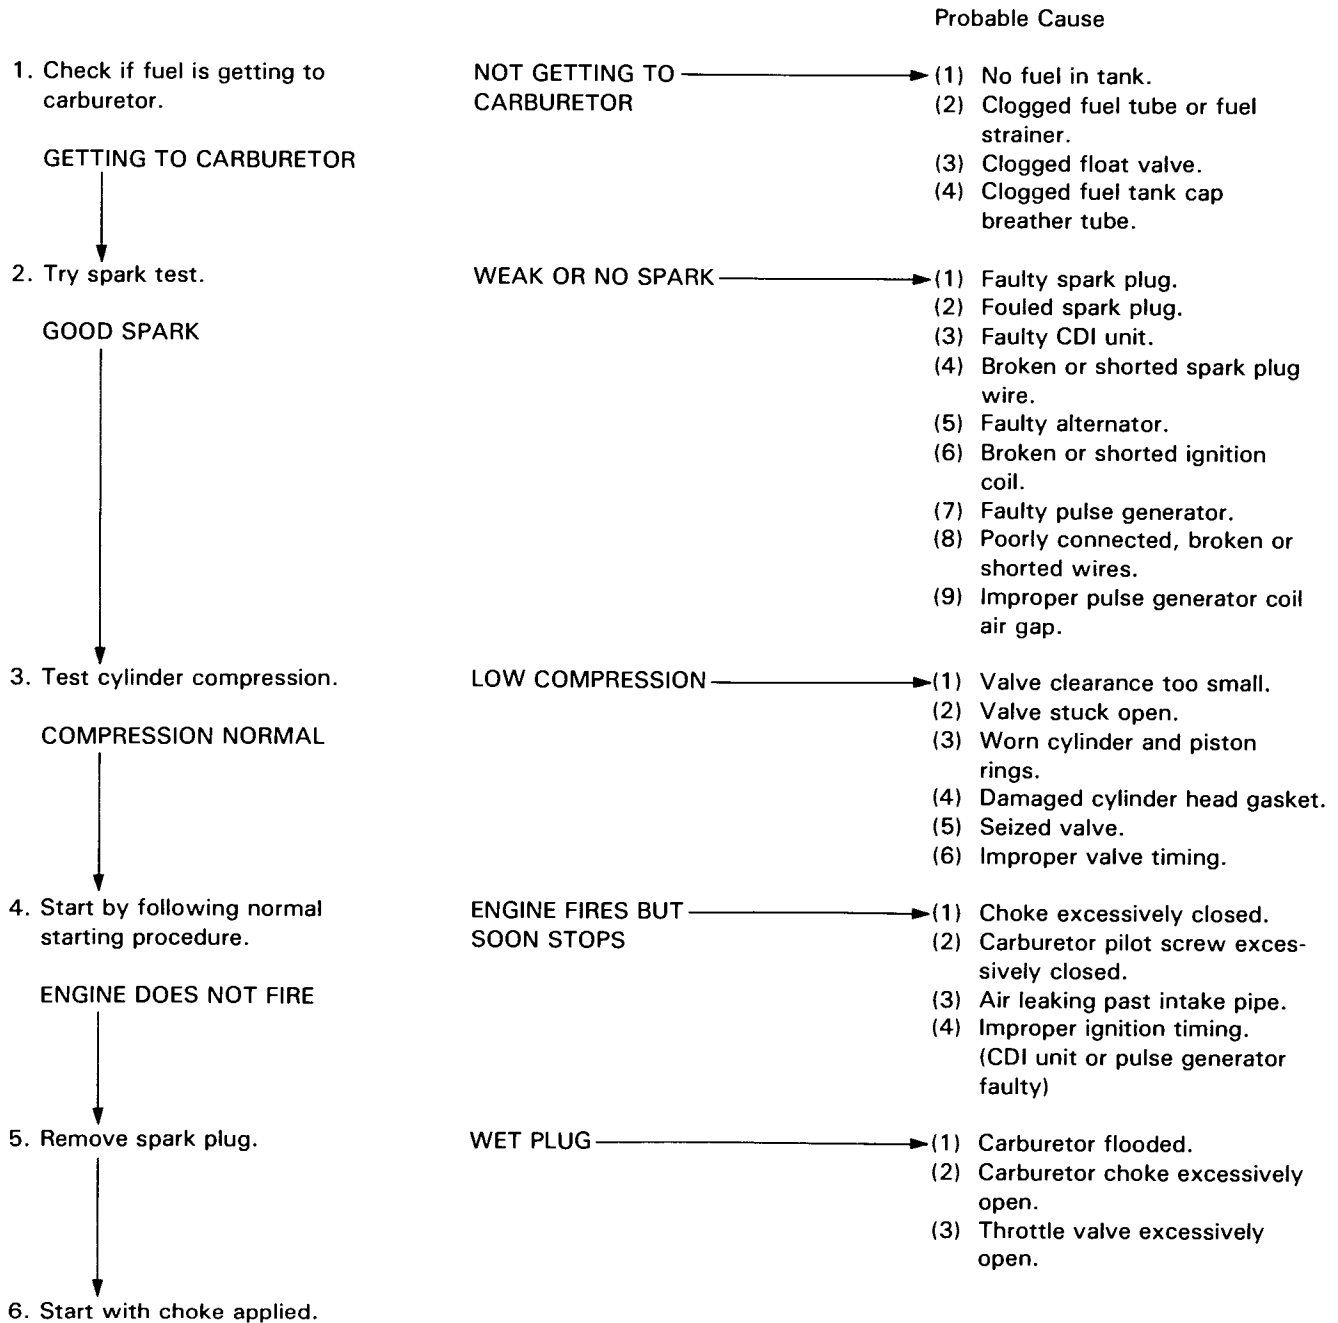 Probable Cause
1. Check if fuel is getting to
carburetor.
NOT GETTING TO
CARBURETOR
(1) No fuel in tank.
(2) Clogged fuel tube or fuel
strainer.
(3) Clogged float valve.
(4) Clogged fuel tank cap
breather tube.
GETTING TO CARBURETOR
2. Try spark test.
WEAK OR NO SPARK
(1) Faulty spark plug.
(2) Fouled spark plug.
(3) Faulty CDI unit.
(4) Broken or shorted spark plug
wire.
(5) Faulty alternator.
(6) Broken or shorted ignition
coil.
(7) Faulty pulse generator.
(8) Poorly connected, broken or
shorted wires.
(9) Improper pulse generator coil
air gap.
GOOD SPARK
3. Test cylinder compression.
LOW COMPRESSION
(1) Valve clearance too small.
(2) Valve stuck open.
(3) Worn cylinder and piston
rings.
(4) Damaged cylinder head gasket.
(5) Seized valve.
(6) Improper valve timing.
COMPRESSION NORMAL
4. Start by following normal
starting procedure.
ENGINE FIRES BUT
SOON STOPS
(1) Choke excessively closed.
(2) Carburetor pilot screw exces-
sively closed.
(3) Air leaking past intake pipe.
(4) Improper ignition timing.
(CDI unit or pulse generator
faulty)
ENGINE DOES NOT FIRE
5. Remove spark plug.
WET PLUG
(1) Carburetor flooded.
(2) Carburetor choke excessively
open.
(3) Throttle valve excessively
open.
6. Start with choke applied.